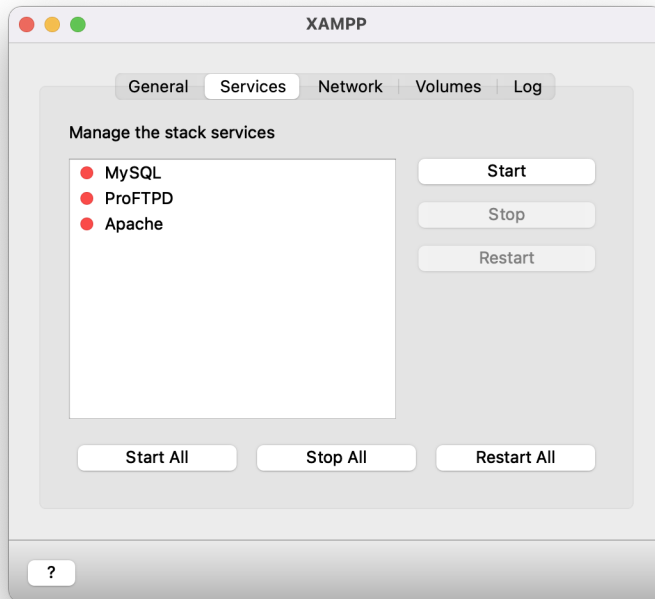 XAMPP
General Services Network Volumes Log
Manage the stack services
MySQL
ProFTPD
Apache
Start
Stop
Restart
Start All Stop All Restart All
?